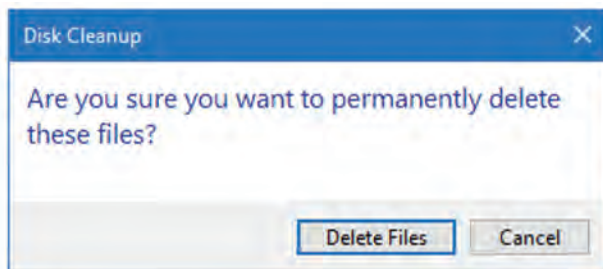 Disk Cleanup
Are you sure you want to permanently delete
these files?
Delete Files Cancel